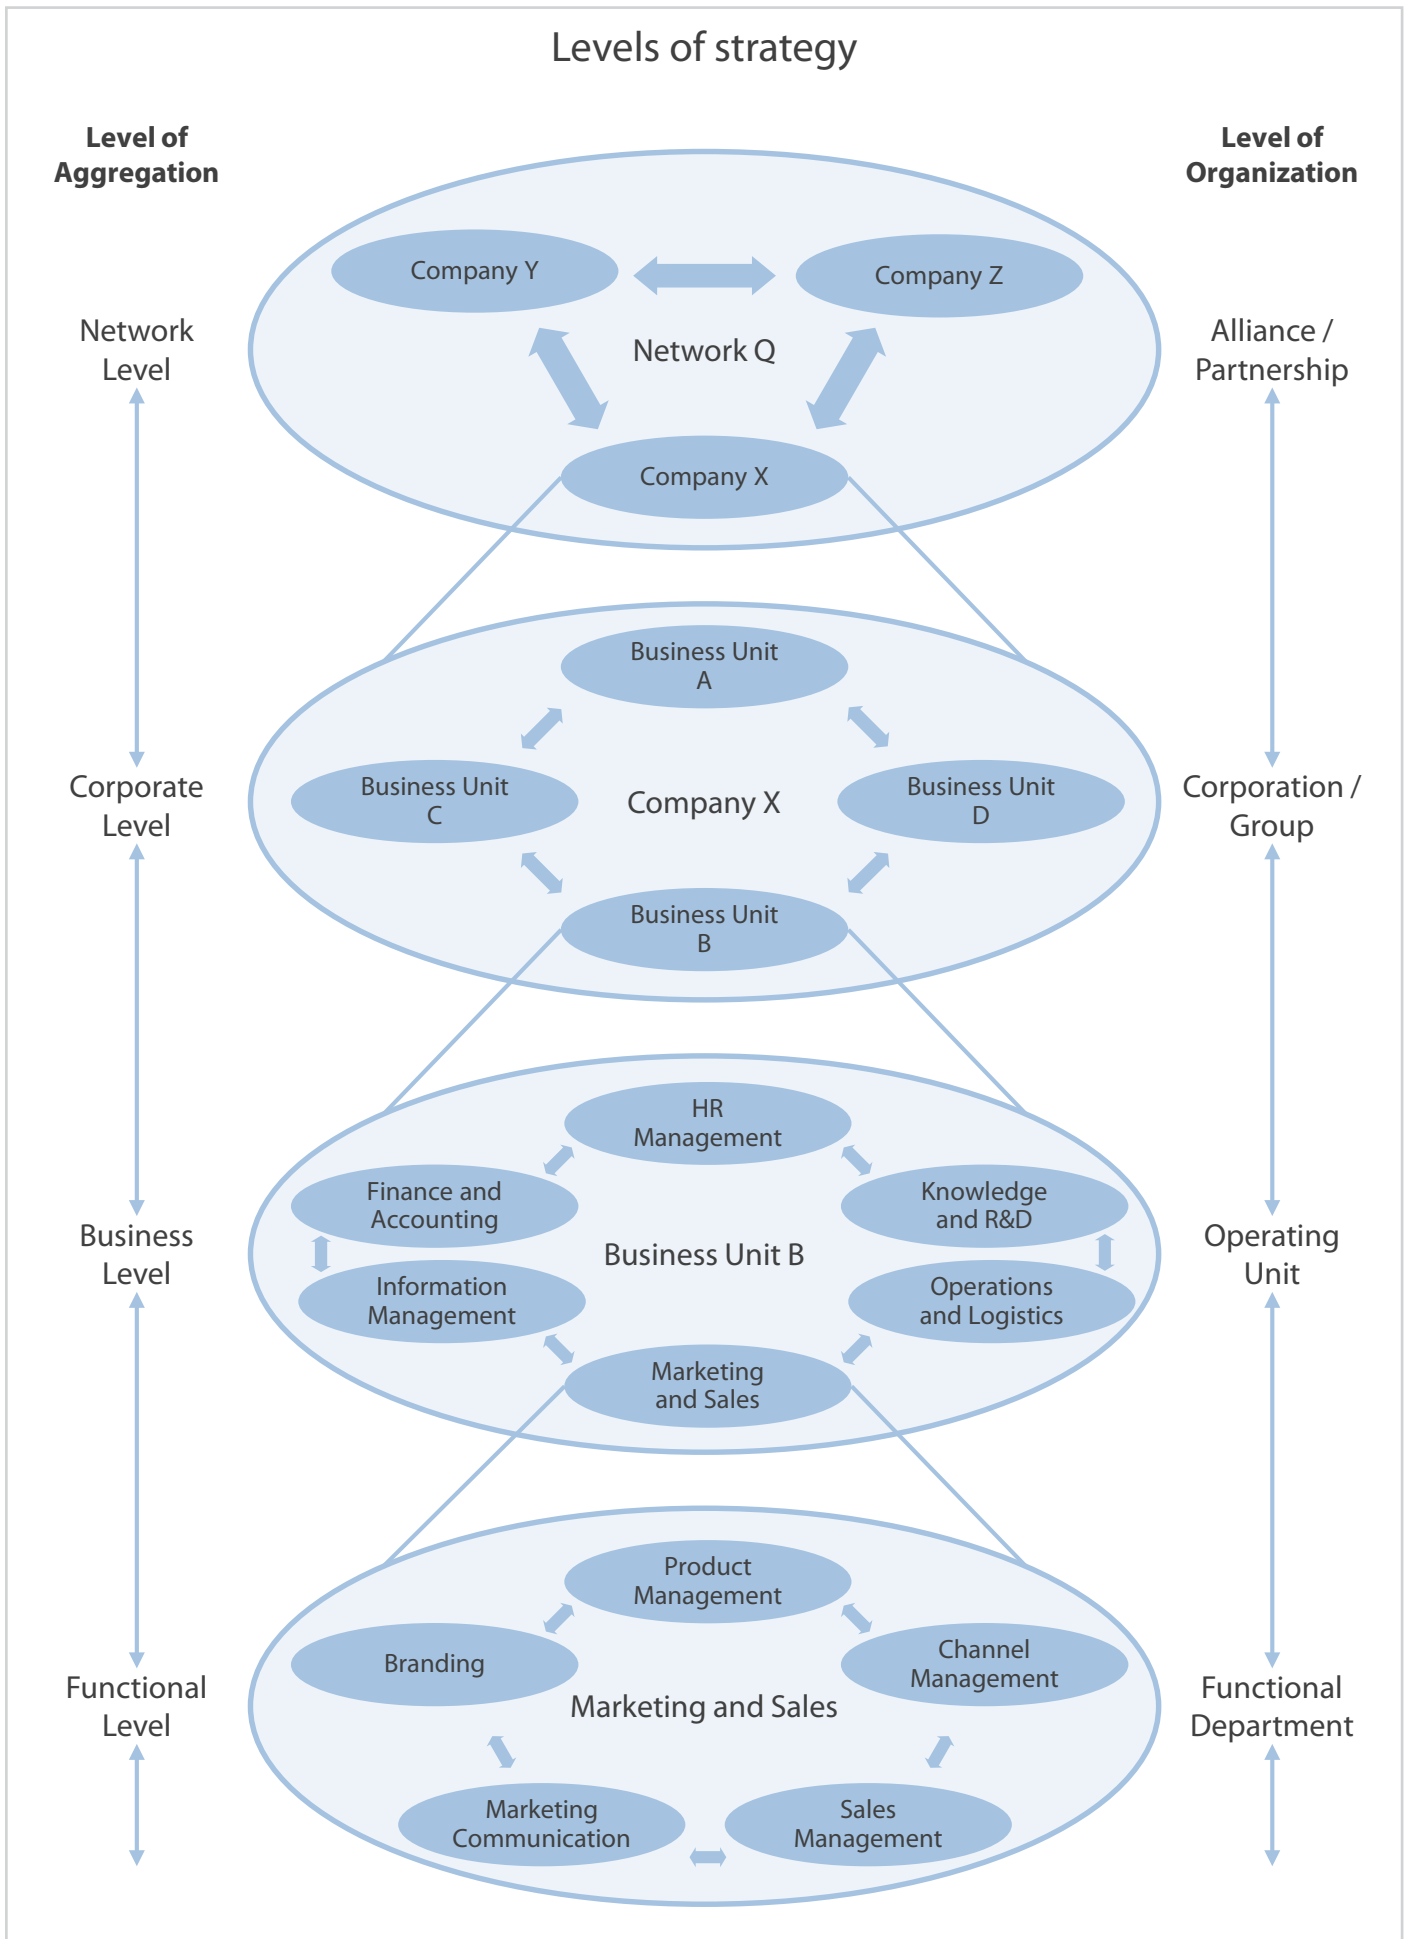 Levels of strategy
Level of
Aggregation
Level of
Organization
Company Y
Company Z
Network
Level
Network Q
Alliance /
Partnership
Company X
Business Unit
A
Corporate
Level
Business Unit
C
Company X
Business Unit
D
Corporation /
Group
Business Unit
B
HR
Management
Finance and
Accounting
Knowledge
and R&D
Business
Level
Business Unit B
Operating
Unit
Information
Management
Operations
and Logistics
Marketing
and Sales
Product
Management
Branding
Channel
Management
Functional
Level
Marketing and Sales
Functional
Department
Marketing
Communication
Sales
Management